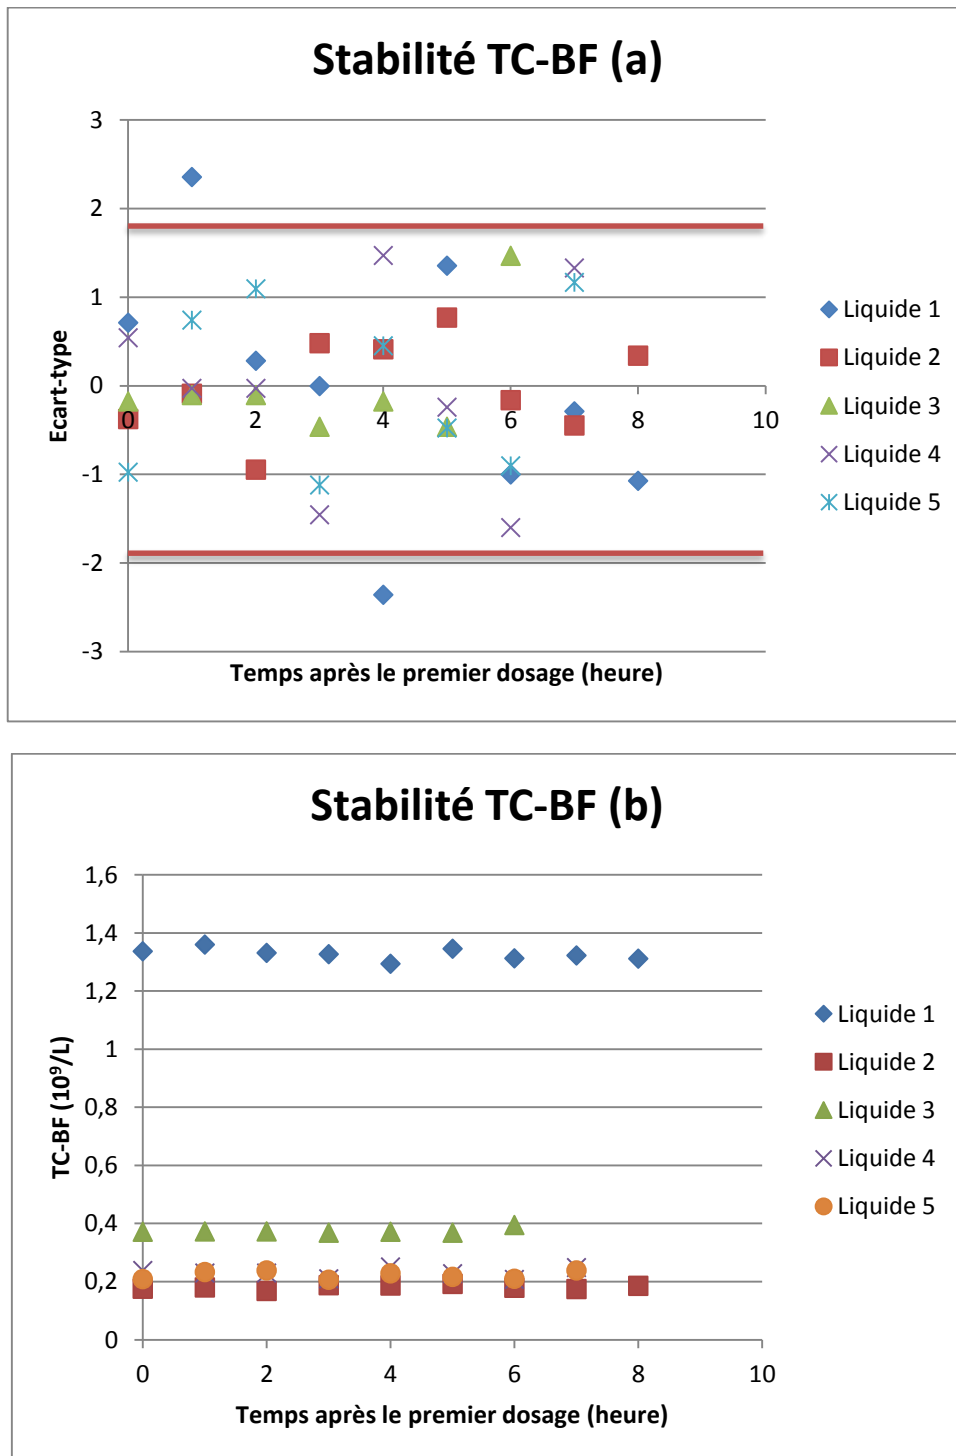 Stabilité TC-BF (a)
3
2
1
0
-1
-2
-3
Ecart-type
0 2 4 6 8 10
Temps après le premier dosage (heure)
Liquide 1
Liquide 2
Liquide 3
Liquide 4
Liquide 5
Stabilité TC-BF (b)
1,6
1,4
1,2
1
0,8
0,6
0,4
0,2
0
TC-BF (10⁹/L)
0 2 4 6 8 10
Temps après le premier dosage (heure)
Liquide 1
Liquide 2
Liquide 3
Liquide 4
Liquide 5